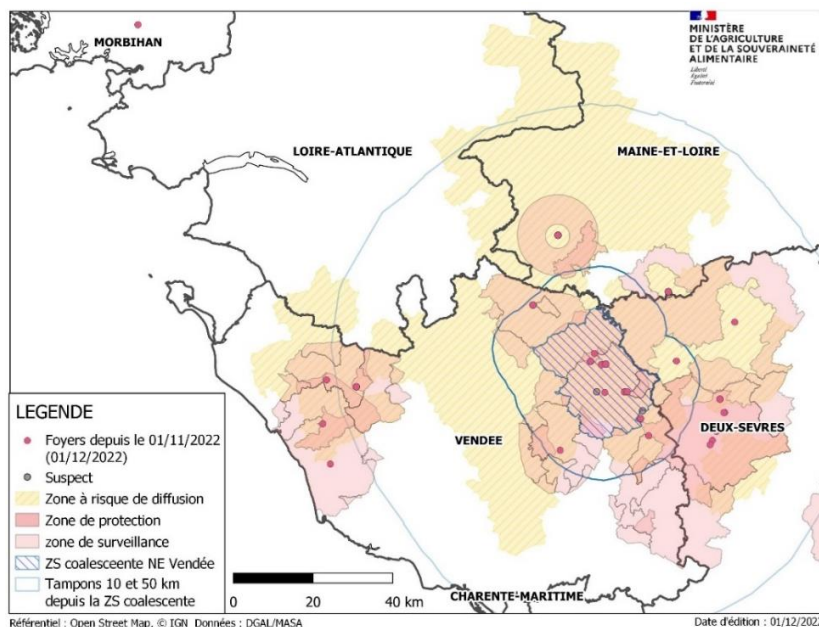 MORBIHAN
MINISTÈRE
DE L'AGRICULTURE
ET DE LA SOUVERAINETÉ
ALIMENTAIRE
Liberté
Égalité
Fraternité
LOIRE-ATLANTIQUE
MAINE-ET-LOIRE
VENDEE
DEUX-SEVRES
CHARENTE-MARITIME
LEGENDE
Foyers depuis le 01/11/2022
(01/12/2022)
Suspect
Zone à risque de diffusion
Zone de protection
zone de surveillance
ZS coalesceente NE Vendée
Tampons 10 et 50 km
depuis la ZS coalescente
0 20 40 km
Référentiel : Open Street Map, © IGN Données : DGAL/MASA
Date d'édition : 01/12/2022